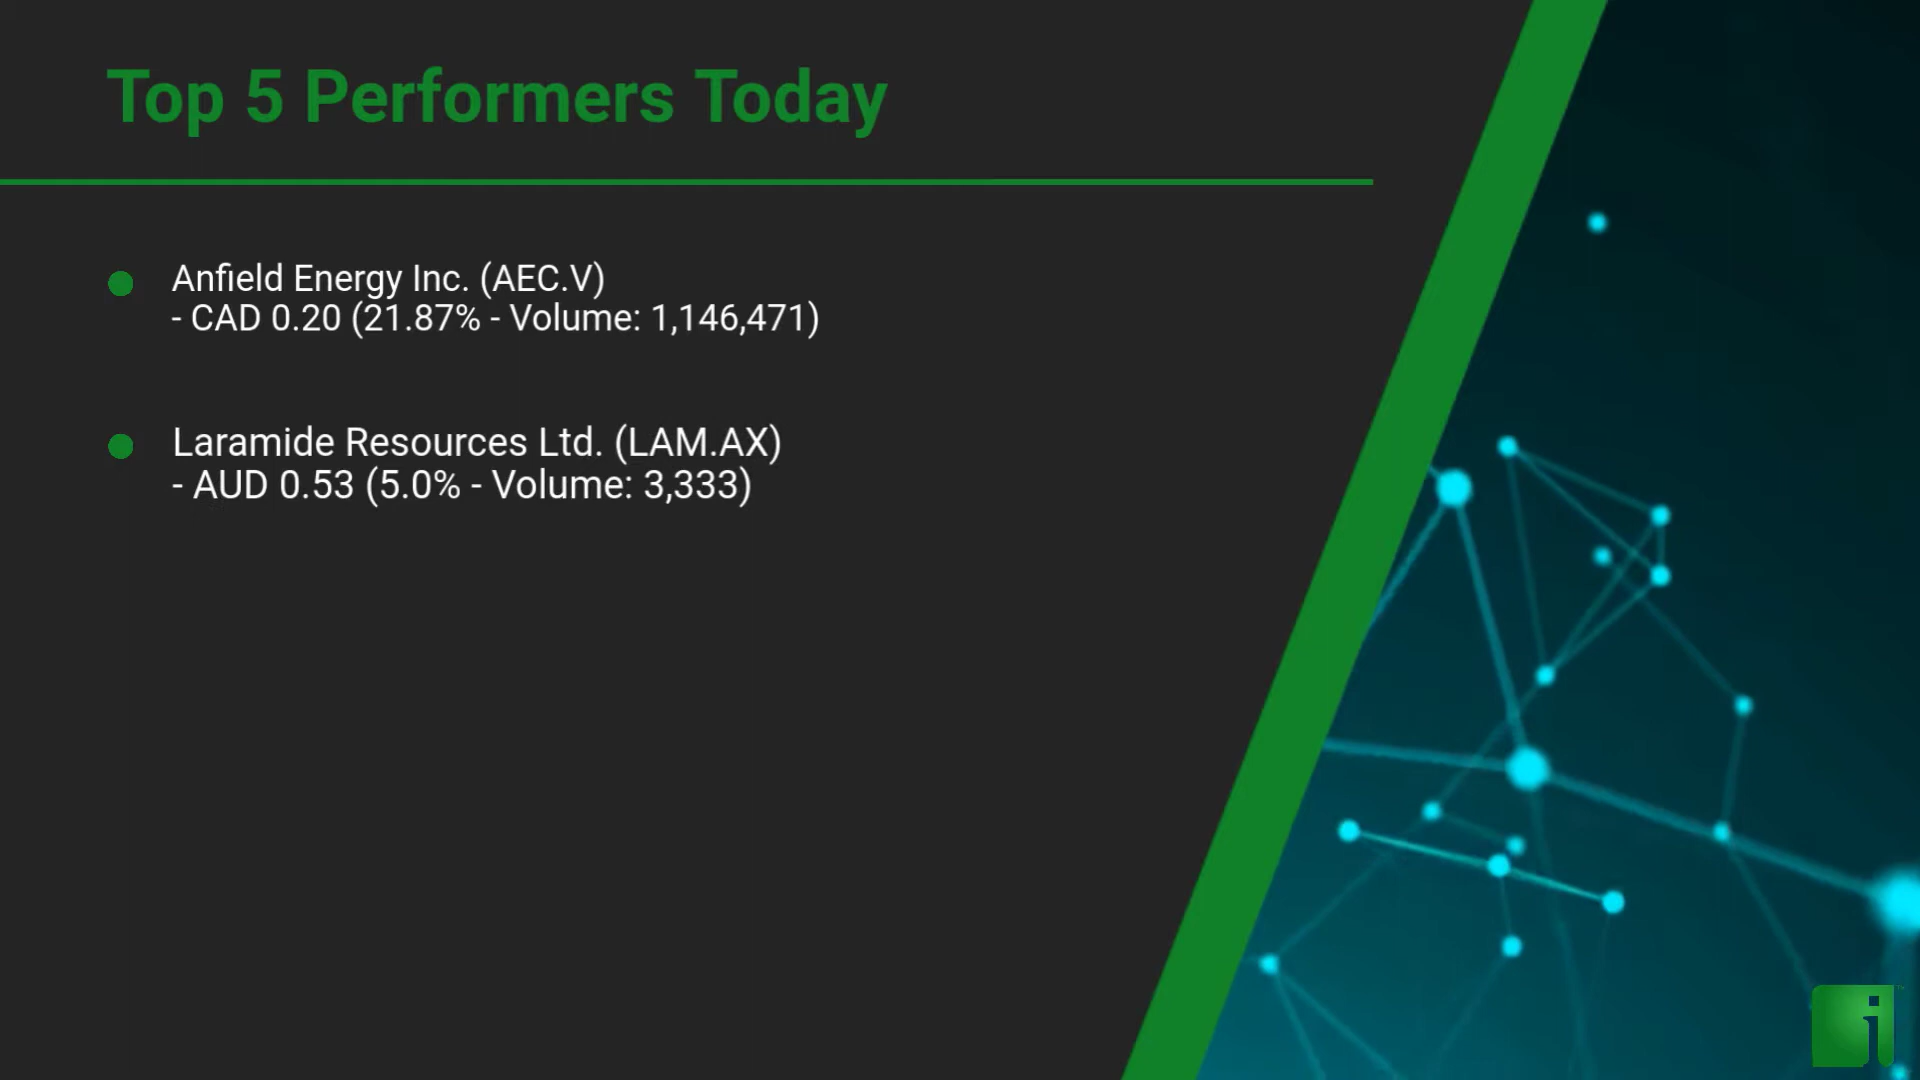 Top 5 Performers Today
Anfield Energy Inc. (AEC.V)
- CAD 0.20 (21.87% - Volume: 1,146,471)
Laramide Resources Ltd. (LAM.AX)
- AUD 0.53 (5.0% - Volume: 3,333)
i